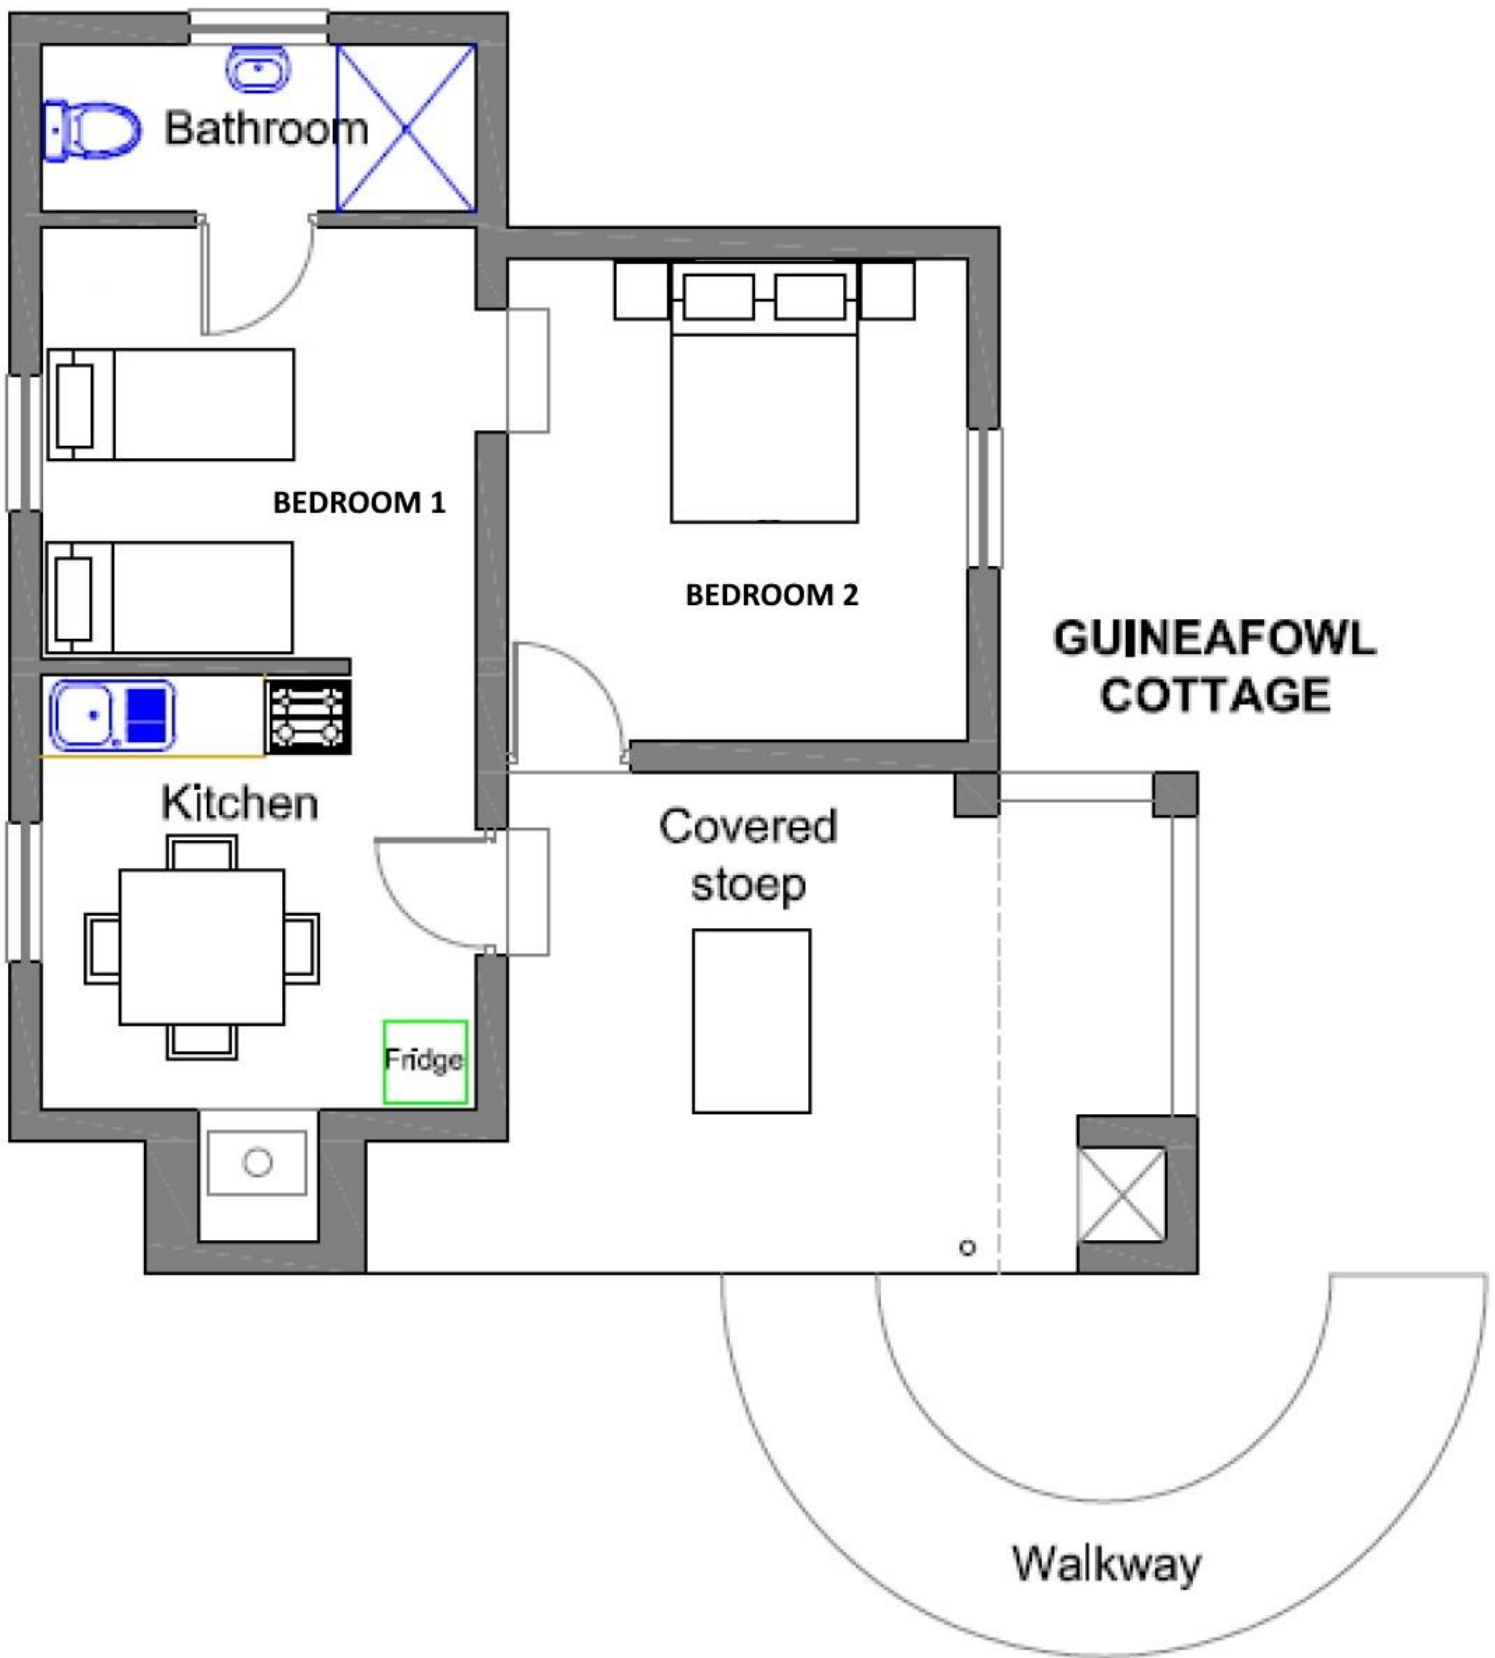 Bathroom
BEDROOM 1
BEDROOM 2
GUINEAFOWL
COTTAGE
Kitchen
Covered
stoep
Fridge
Walkway